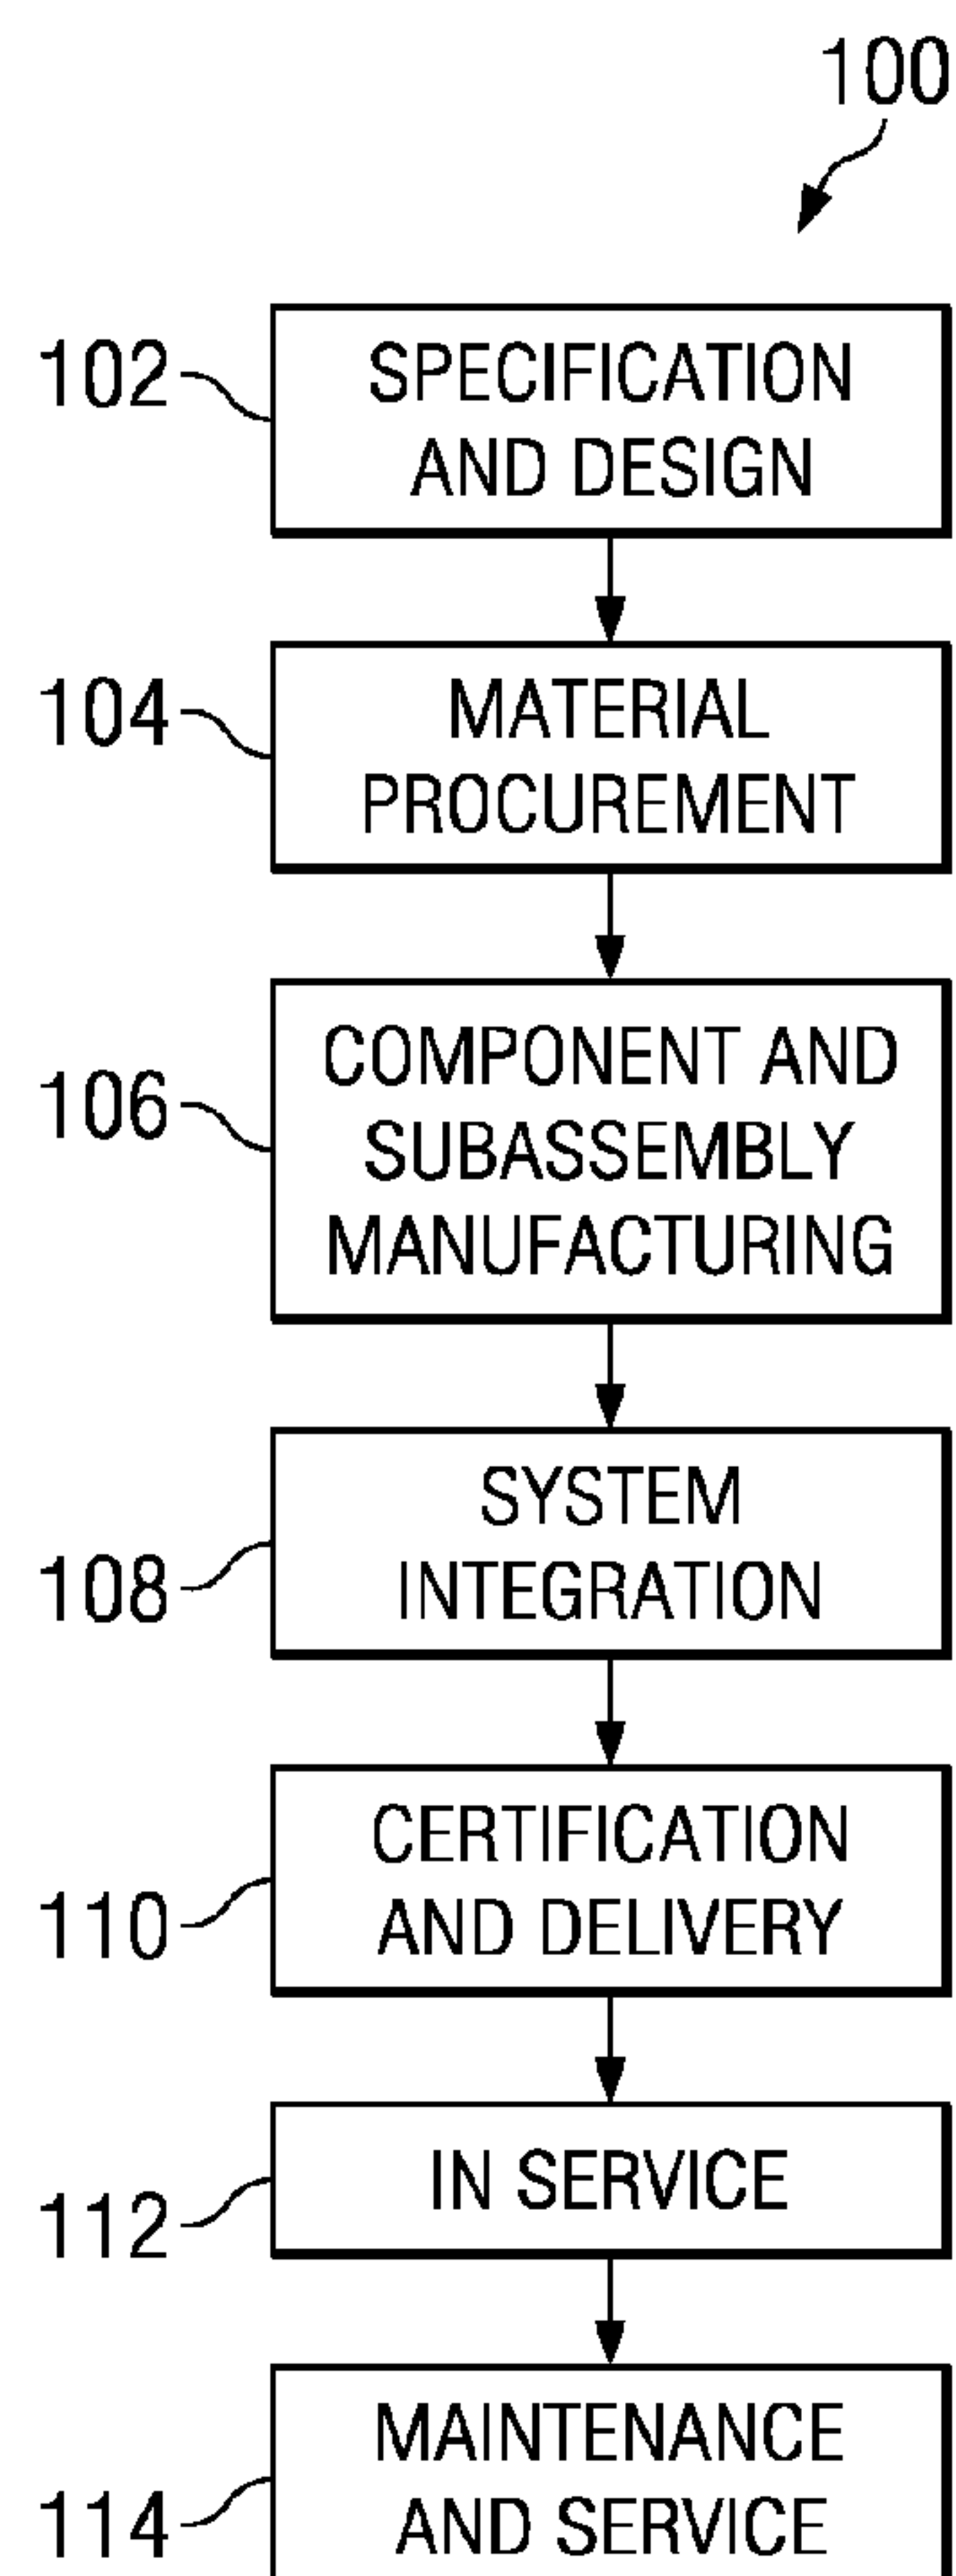 100
102
SPECIFICATION
AND DESIGN
104
MATERIAL
PROCUREMENT
106
COMPONENT AND
SUBASSEMBLY
MANUFACTURING
108
SYSTEM
INTEGRATION
110
CERTIFICATION
AND DELIVERY
112
IN SERVICE
114
MAINTENANCE
AND SERVICE